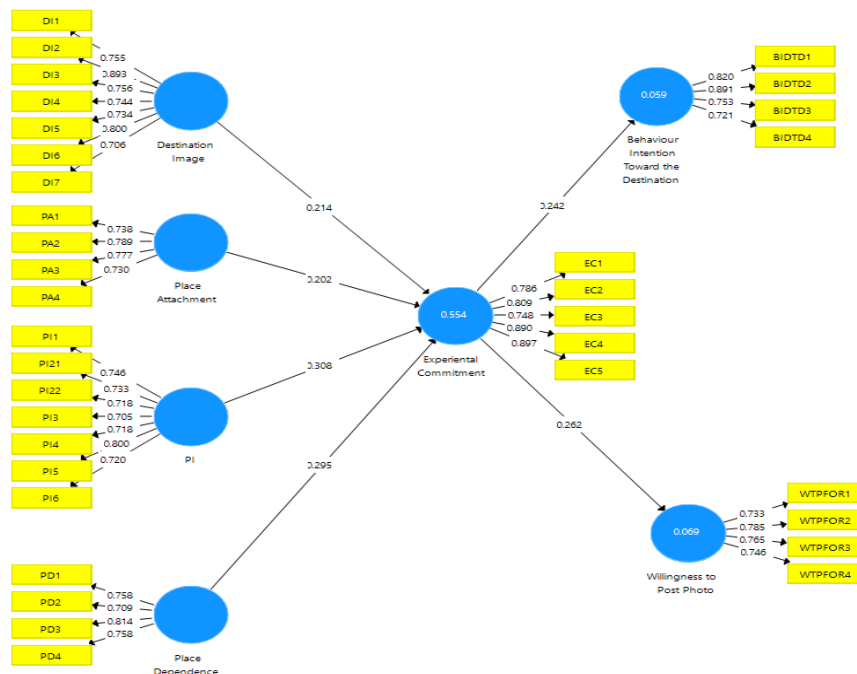 DI1
DI2
DI3
DI4
DI5
DI6
DI7
0.755
0.893
0.756
0.744
0.734
0.800
0.706
Destination
Image
0.214
PA1
PA2
PA3
PA4
0.738
0.789
0.777
0.730
Place
Attachment
0.202
PI1
PI21
PI22
PI3
PI4
PI5
PI6
0.746
0.733
0.718
0.705
0.718
0.800
0.720
PI
0.308
PD1
PD2
PD3
PD4
0.758
0.709
0.814
0.758
Place
Dependence
0.295
0.554
Experiental
Commitment
0.786
0.809
0.748
0.890
0.897
EC1
EC2
EC3
EC4
EC5
0.242
0.059
Behaviour
Intention
Toward the
Destination
0.820
0.891
0.753
0.721
BIDTD1
BIDTD2
BIDTD3
BIDTD4
0.262
0.069
Willingness to
Post Photo
0.733
0.785
0.765
0.746
WTPFOR1
WTPFOR2
WTPFOR3
WTPFOR4